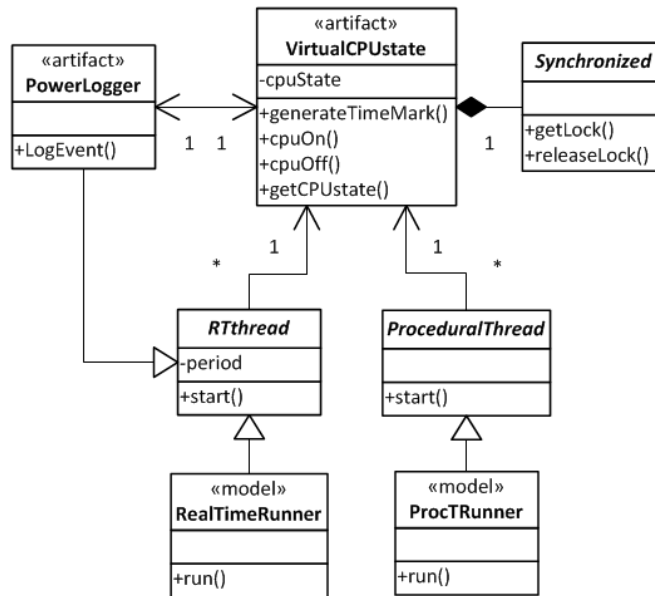 «artifact»
PowerLogger
+LogEvent()
«artifact»
VirtualCPUstate
-cpuState
+generateTimeMark()
+cpuOn()
+cpuOff()
+getCPUstate()
Synchronized
+getLock()
+releaseLock()
1 1
1
* 1
1 *
RTthread
-period
+start()
ProceduralThread
+start()
«model»
RealTimeRunner
+run()
«model»
ProcTRunner
+run()